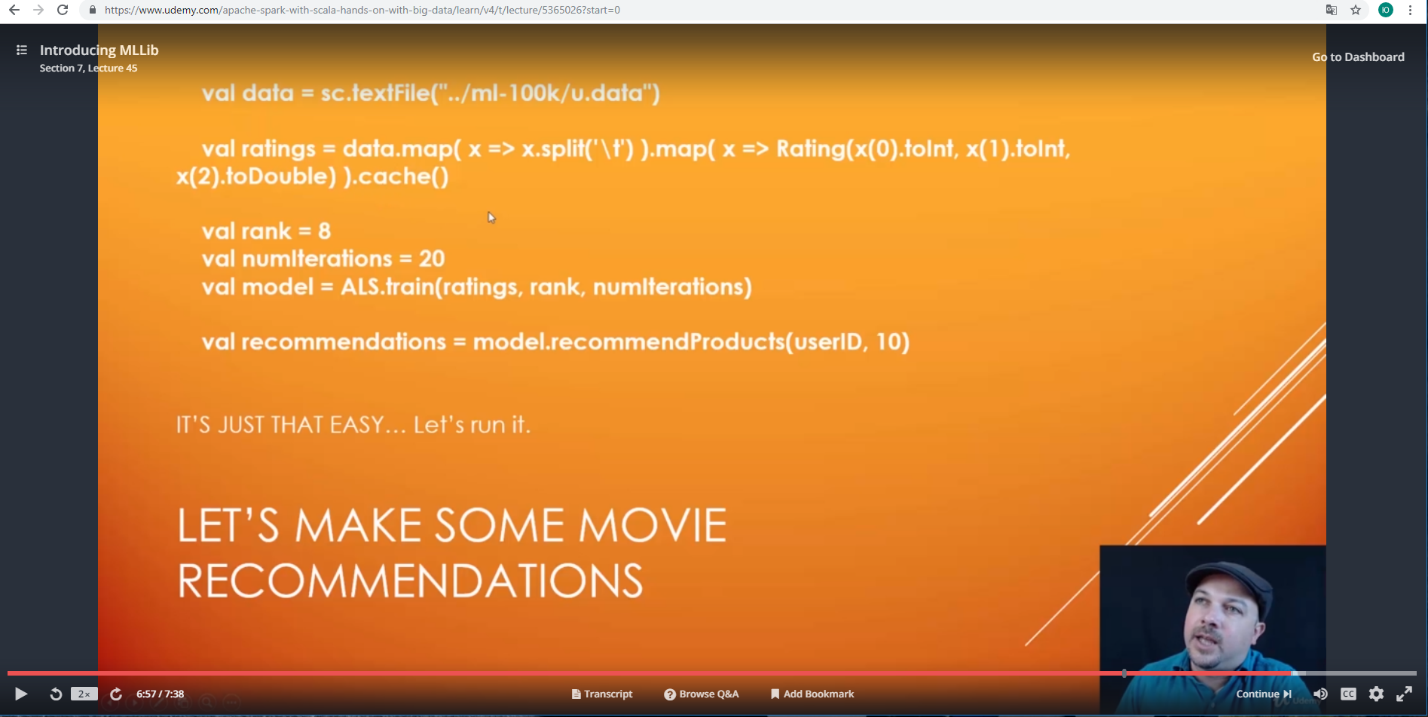 https://www.udemy.com/apache-spark-with-scala-hands-on-with-big-data/learn/v4/t/lecture/5365026?start=0
IO
Introducing MLLib
Section 7, Lecture 45
Go to Dashboard
val data = sc.textFile("../ml-100k/u.data")
val ratings = data.map( x => x.split('\t') ).map( x => Rating(x(0).toInt, x(1).toInt,
x(2).toDouble) ).cache()
val rank = 8
val numIterations = 20
val model = ALS.train(ratings, rank, numIterations)
val recommendations = model.recommendProducts(userID, 10)
IT'S JUST THAT EASY... Let's run it.
LET'S MAKE SOME MOVIE
RECOMMENDATIONS
2×
6:57 / 7:38
Transcript
Browse Q&A
Add Bookmark
Continue
CC